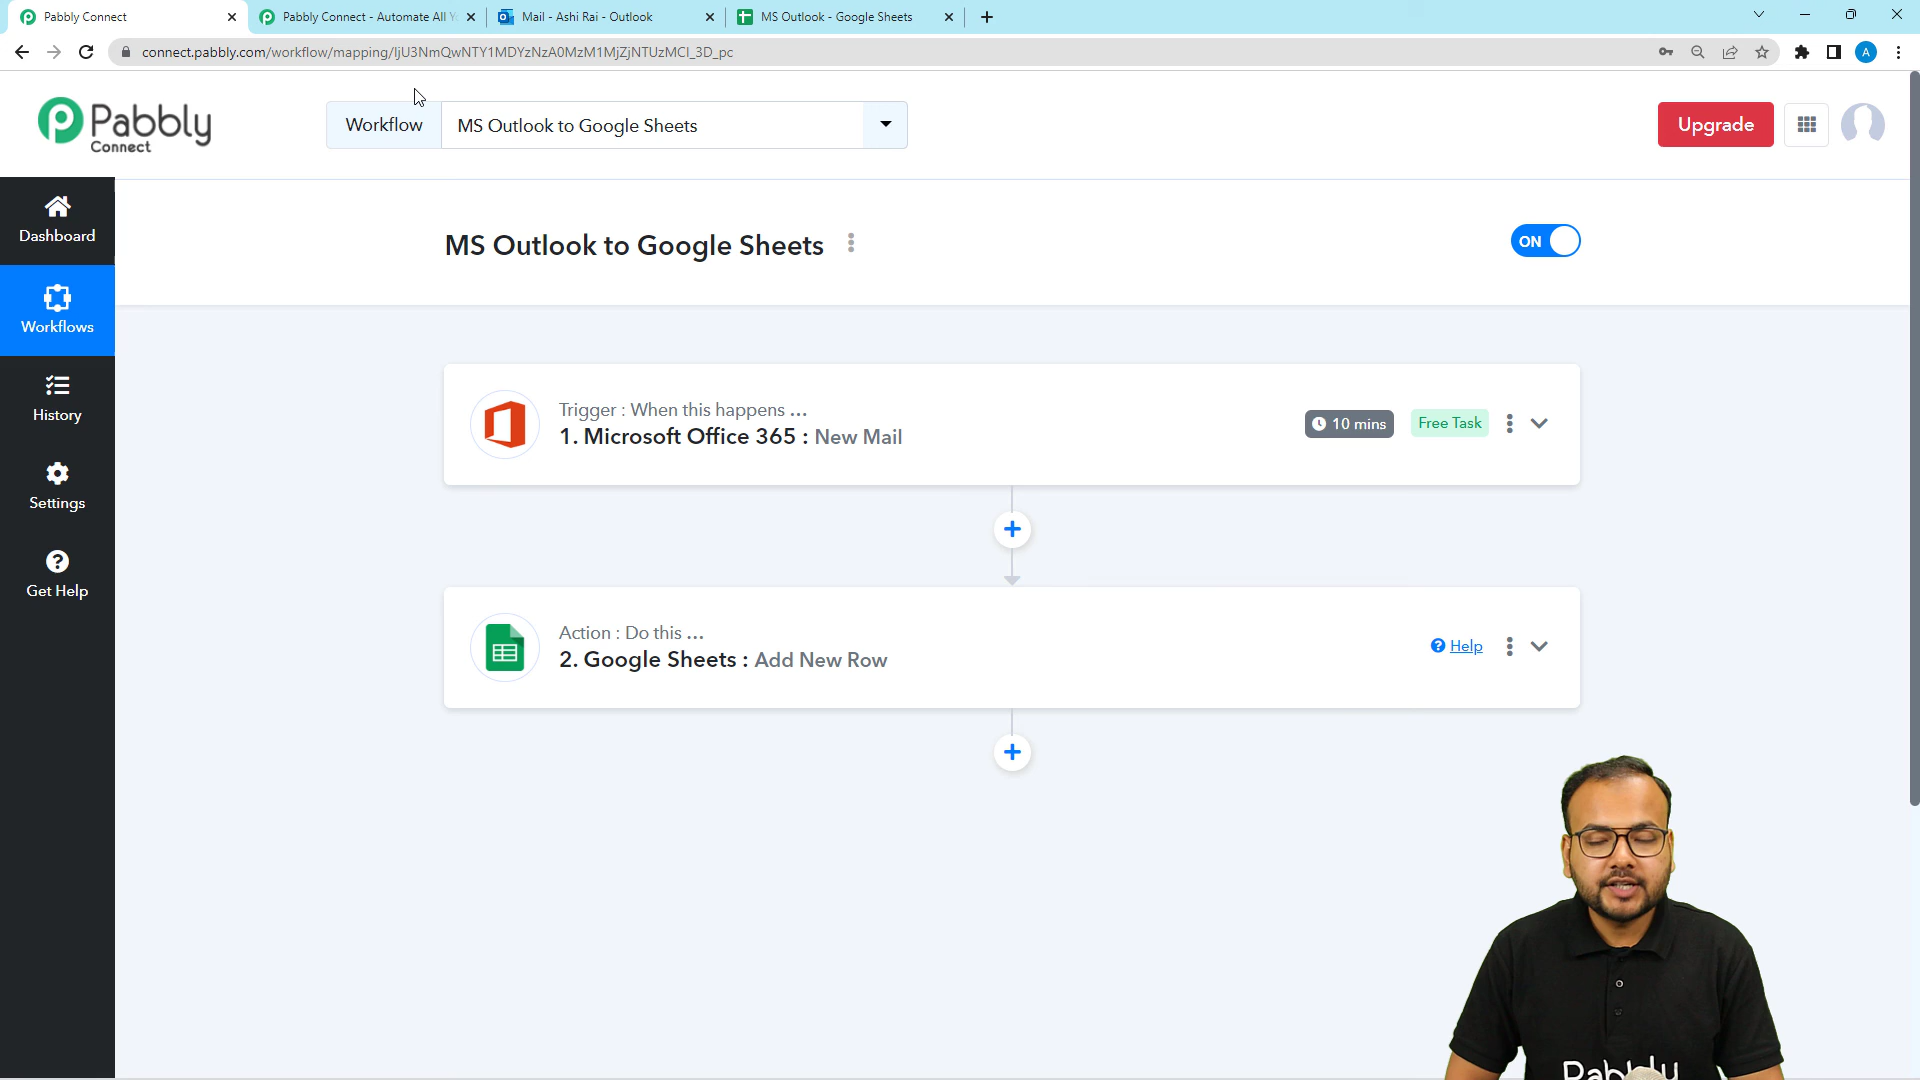 Pabbly Connect
Pabbly Connect - Automate All Y
Mail - Ashi Rai - Outlook
MS Outlook - Google Sheets
connect.pabbly.com/workflow/mapping/IjU3NmQwNTY1MDYzNzA0MzM1MjZjNTUzMCI_3D_pc
A
Pabbly
Connect
Workflow
MS Outlook to Google Sheets
Upgrade
Dashboard
Workflows
History
Settings
Get Help
MS Outlook to Google Sheets
ON
Trigger : When this happens ...
1. Microsoft Office 365 : New Mail
10 mins
Free Task
Action : Do this ...
2. Google Sheets : Add New Row
Help
Pabbly